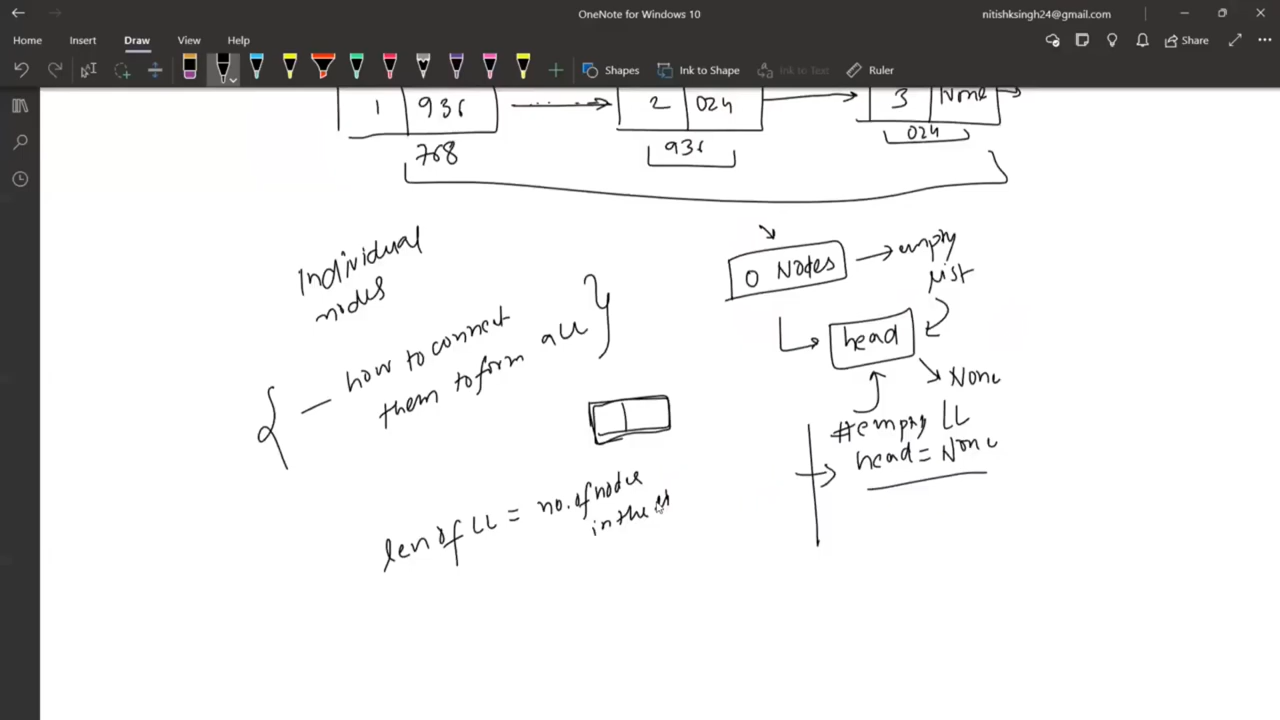 OneNote for Windows 10
nitishksingh24@gmail.com
Home Insert Draw View Help
Share
Shapes Ink to Shape Ink to Text Ruler
1 936 2 024 3 None
768 936 024
Individual
nodes
how to connect
them to form a LL
0 Nodes
empty
list
head
None
#empty LL
head = None
len of LL = no. of nodes
in the